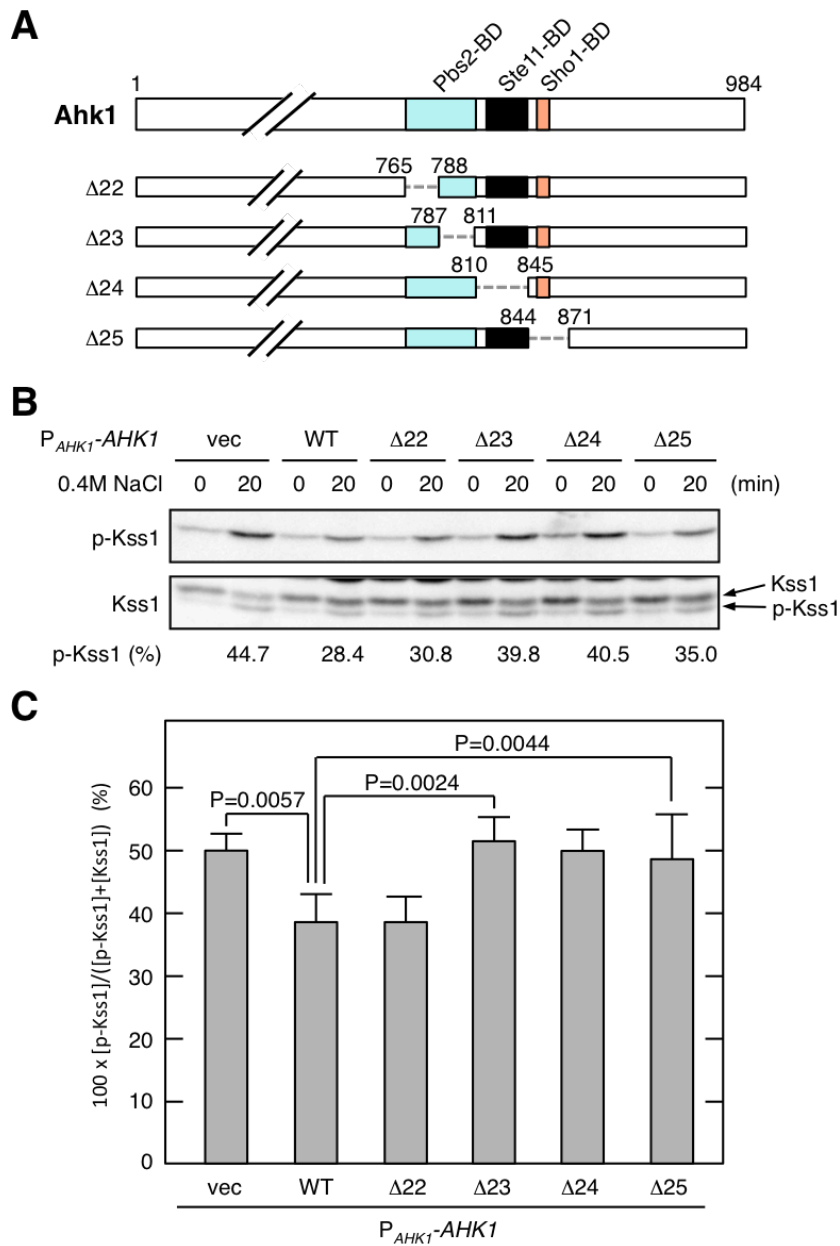 A
Pbs2-BD Ste11-BD Sho1-BD
1 984
Ahk1
765 788
Δ22
787 811
Δ23
810 845
Δ24
844 871
Δ25
B
P_AHK1-AHK1 vec WT Δ22 Δ23 Δ24 Δ25
0.4M NaCl 0 20 0 20 0 20 0 20 0 20 0 20 (min)
p-Kss1
Kss1 Kss1
p-Kss1
p-Kss1 (%) 44.7 28.4 30.8 39.8 40.5 35.0
C
100 x [p-Kss1]/([p-Kss1]+[Kss1]) (%)
P=0.0044
P=0.0024
P=0.0057
60
50
40
30
20
10
0
vec WT Δ22 Δ23 Δ24 Δ25
P_AHK1-AHK1